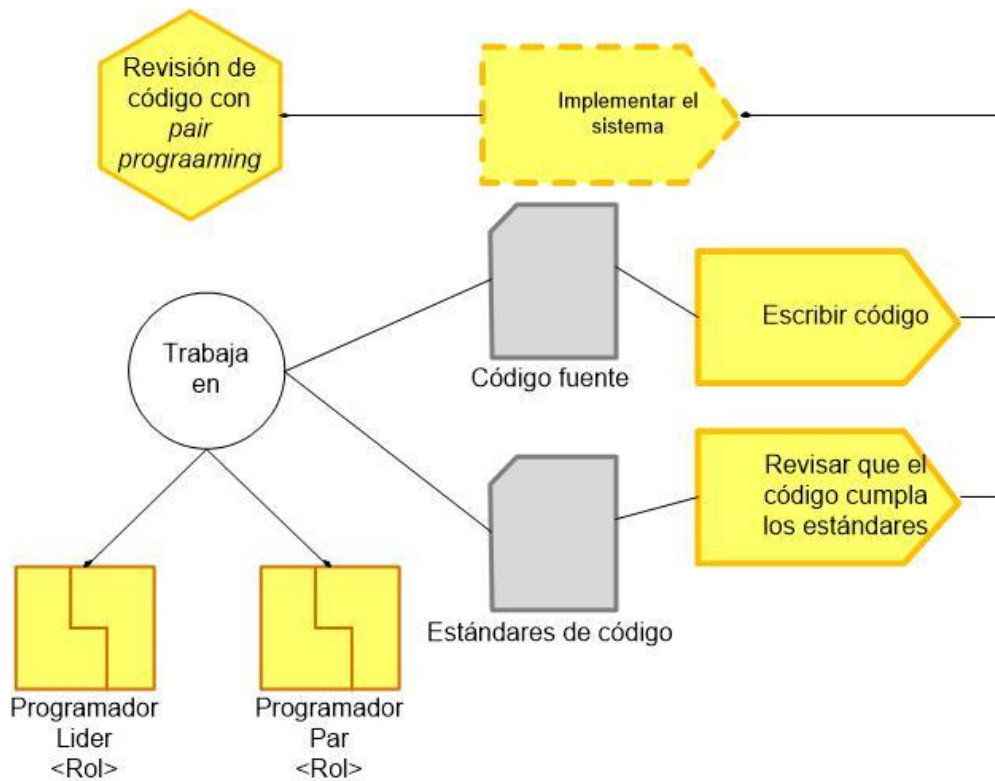 Revisión de
código con
pair
prograaming
Implementar el
sistema
Trabaja
en
Código fuente
Escribir código
Revisar que el
código cumpla
los estándares
Estándares de código
Programador
Lider
<Rol>
Programador
Par
<Rol>